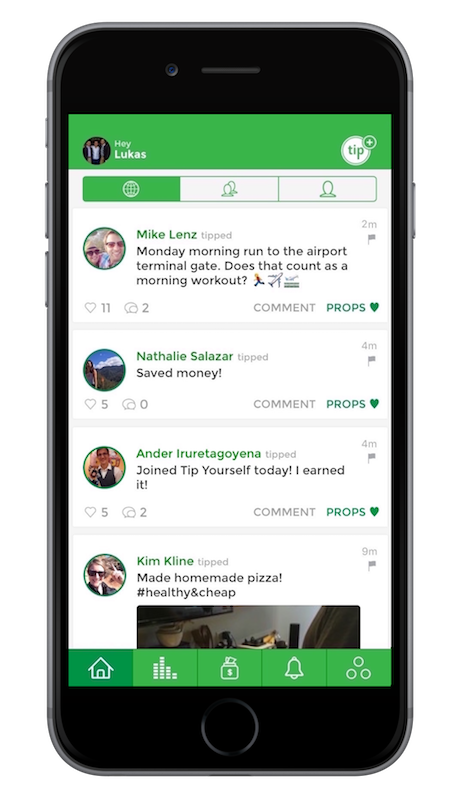 Hey
Lukas
tip+
2m
Mike Lenz tipped
Monday morning run to the airport
terminal gate. Does that count as a
morning workout? 🏃✈️🚄
11 2 COMMENT PROPS
4m
Nathalie Salazar tipped
Saved money!
5 0 COMMENT PROPS
4m
Ander Iruretagoyena tipped
Joined Tip Yourself today! I earned
it!
5 2 COMMENT PROPS
9m
Kim Kline tipped
Made homemade pizza!
#healthy&cheap
$